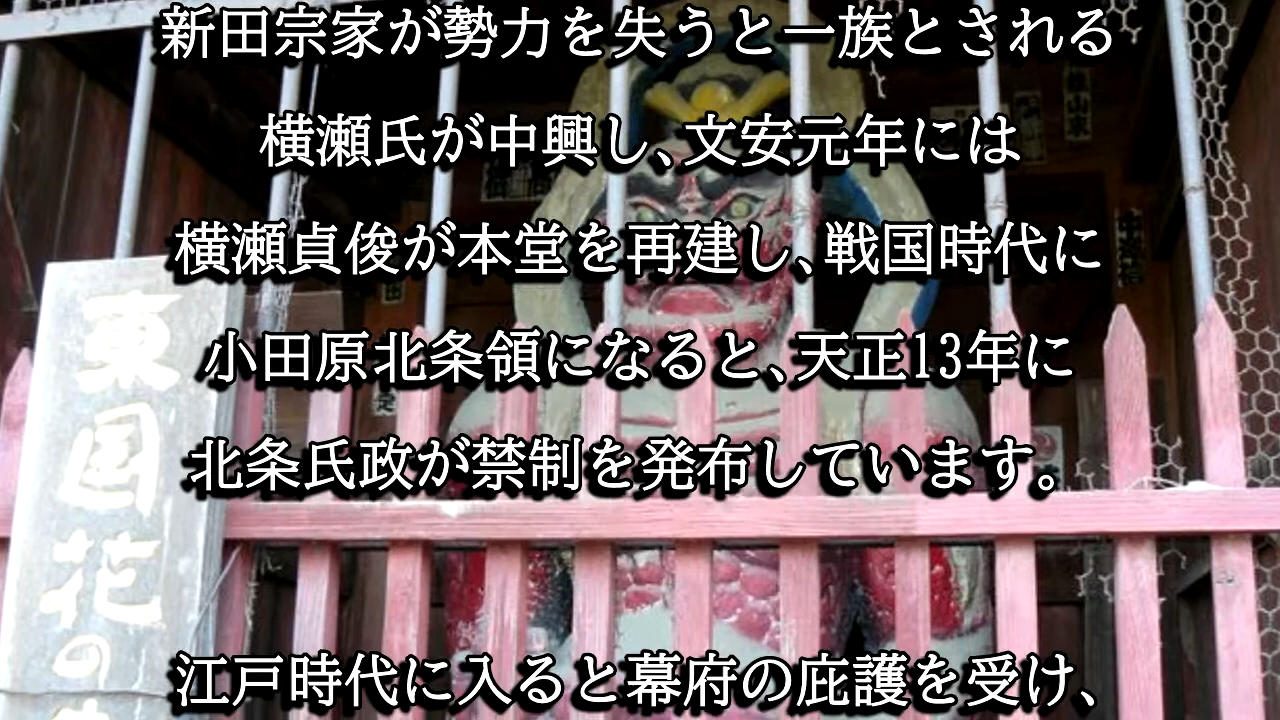 新田宗家が勢力を失うと一族とされる
横瀬氏が中興し、文安元年には
横瀬貞俊が本堂を再建し、戦国時代に
小田原北条領になると、天正13年に
北条氏政が禁制を発布しています。
江戸時代に入ると幕府の庇護を受け、
東国花の